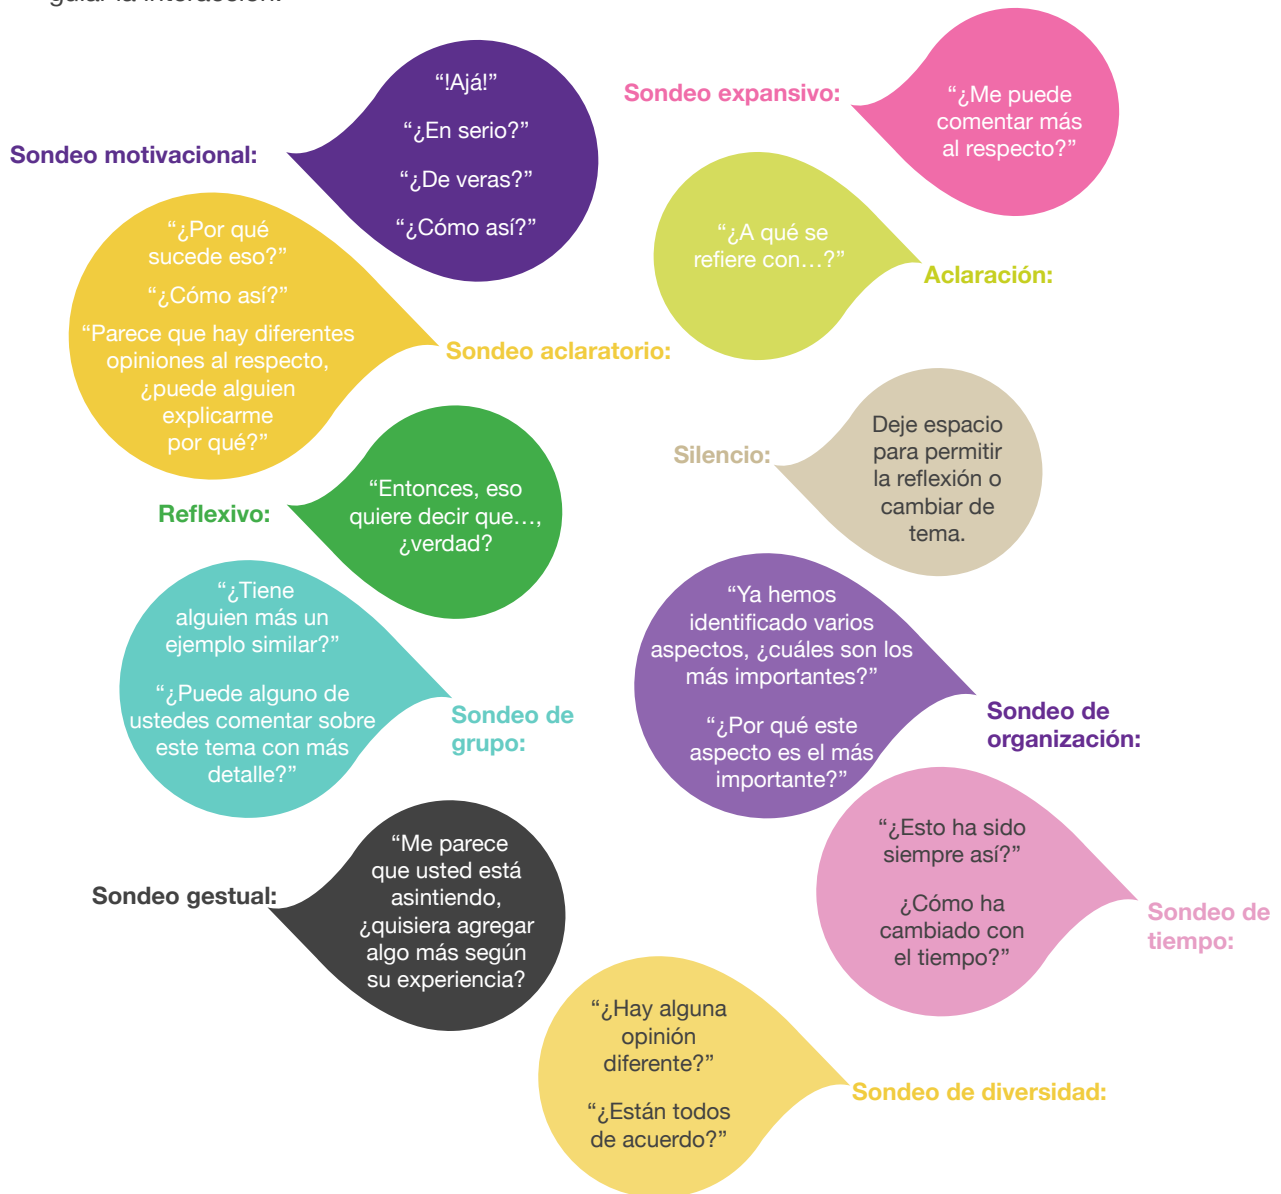 guiar la interacción.
Sondeo motivacional:
“!Ajá!”
“¿En serio?”
“¿De veras?”
“¿Cómo así?”
Sondeo expansivo:
“¿Me puede
comentar más
al respecto?”
“¿Por qué
sucede eso?”
“¿Cómo así?”
“Parece que hay diferentes
opiniones al respecto,
¿puede alguien
explicarme
por qué?”
Sondeo aclaratorio:
“¿A qué se
refiere con…?”
Aclaración:
Reflexivo:
“Entonces, eso
quiere decir que…,
¿verdad?
Silencio:
Deje espacio
para permitir
la reflexión o
cambiar de
tema.
“¿Tiene
alguien más un
ejemplo similar?”
“¿Puede alguno de
ustedes comentar sobre
este tema con más
detalle?”
Sondeo de
grupo:
“Ya hemos
identificado varios
aspectos, ¿cuáles son los
más importantes?”
“¿Por qué este
aspecto es el más
importante?”
Sondeo de
organización:
Sondeo gestual:
“Me parece
que usted está
asintiendo,
¿quisiera agregar
algo más según
su experiencia?
“¿Esto ha sido
siempre así?”
¿Cómo ha
cambiado con
el tiempo?”
Sondeo de
tiempo:
“¿Hay alguna
opinión
diferente?”
“¿Están todos
de acuerdo?”
Sondeo de diversidad: